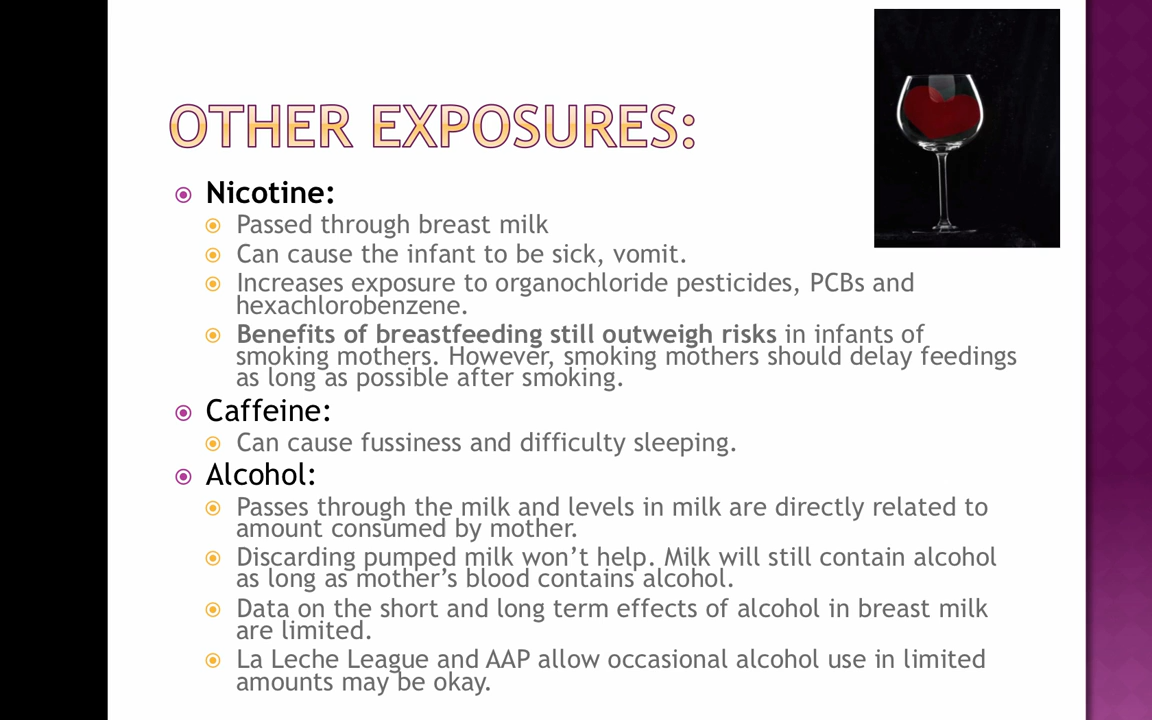 OTHER EXPOSURES:
Nicotine:
Passed through breast milk
Can cause the infant to be sick, vomit.
Increases exposure to organochloride pesticides, PCBs and
hexachlorobenzene.
Benefits of breastfeeding still outweigh risks in infants of
smoking mothers. However, smoking mothers should delay feedings
as long as possible after smoking.
Caffeine:
Can cause fussiness and difficulty sleeping.
Alcohol:
Passes through the milk and levels in milk are directly related to
amount consumed by mother.
Discarding pumped milk won’t help. Milk will still contain alcohol
as long as mother’s blood contains alcohol.
Data on the short and long term effects of alcohol in breast milk
are limited.
La Leche League and AAP allow occasional alcohol use in limited
amounts may be okay.